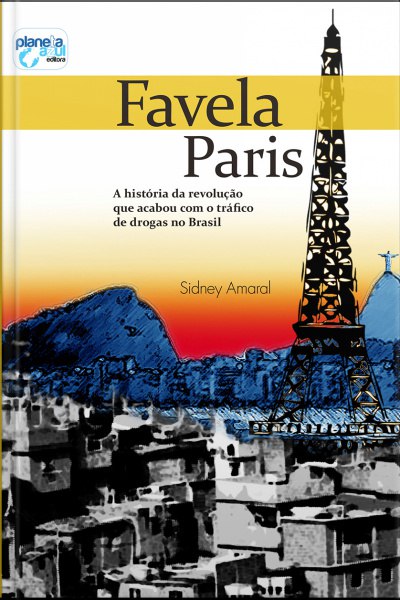 planeta
azul
editora
Favela
Paris
A história da revolução
que acabou com o tráfico
de drogas no Brasil
Sidney Amaral